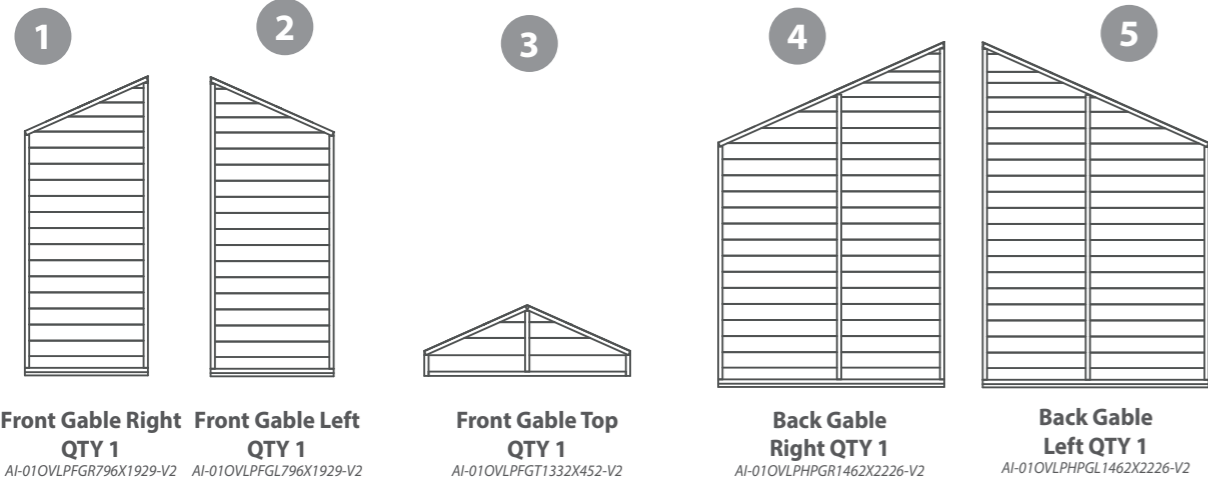 1
2
3
4
5
Front Gable Right
QTY 1
AI-01OVLPFGR796X1929-V2
Front Gable Left
QTY 1
AI-01OVLPFGL796X1929-V2
Front Gable Top
QTY 1
AI-01OVLPFGT1332X452-V2
Back Gable
Right QTY 1
AI-01OVLPHPGR1462X2226-V2
Back Gable
Left QTY 1
AI-01OVLPHPGL1462X2226-V2